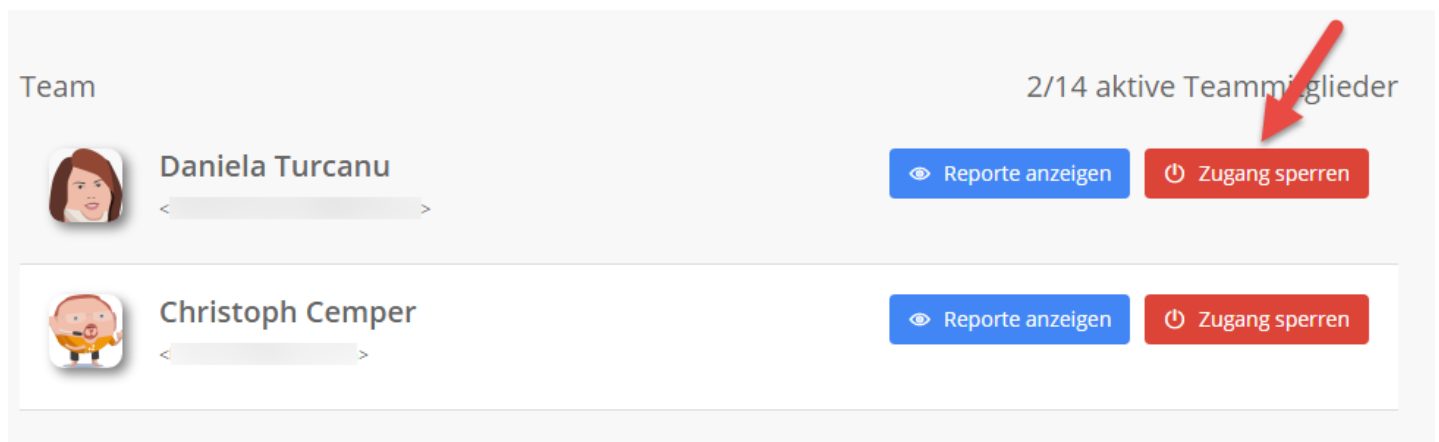 Team
2/14 aktive Teammitglieder
Daniela Turcanu
Reporte anzeigen
Zugang sperren
< >
Christoph Cemper
Reporte anzeigen
Zugang sperren
< >